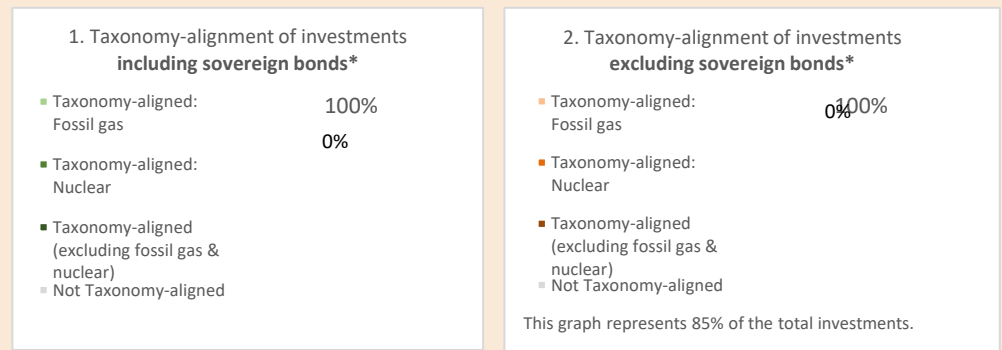 1. Taxonomy-alignment of investments
including sovereign bonds*
Taxonomy-aligned:
Fossil gas
Taxonomy-aligned:
Nuclear
Taxonomy-aligned
(excluding fossil gas &
nuclear)
Not Taxonomy-aligned
100%
0%
2. Taxonomy-alignment of investments
excluding sovereign bonds*
Taxonomy-aligned:
Fossil gas
Taxonomy-aligned:
Nuclear
Taxonomy-aligned
(excluding fossil gas &
nuclear)
Not Taxonomy-aligned
0%
100%
This graph represents 85% of the total investments.